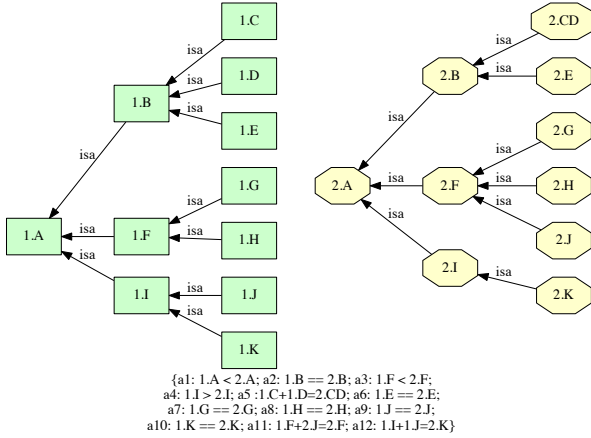 1.C
2.CD
isa
isa
1.D
2.B
isa
2.E
isa
1.B
1.E
isa
2.G
isa
isa
isa
1.G
2.A
isa
2.F
isa
2.H
isa
isa
1.A
isa
1.F
isa
1.H
isa
2.J
isa
2.I
isa
1.I
isa
1.J
2.K
isa
1.K
{a1: 1.A < 2.A; a2: 1.B == 2.B; a3: 1.F < 2.F;
a4: 1.I > 2.I; a5 :1.C+1.D=2.CD; a6: 1.E == 2.E;
a7: 1.G == 2.G; a8: 1.H == 2.H; a9: 1.J == 2.J;
a10: 1.K == 2.K; a11: 1.F+2.J=2.F; a12: 1.I+1.J=2.K}